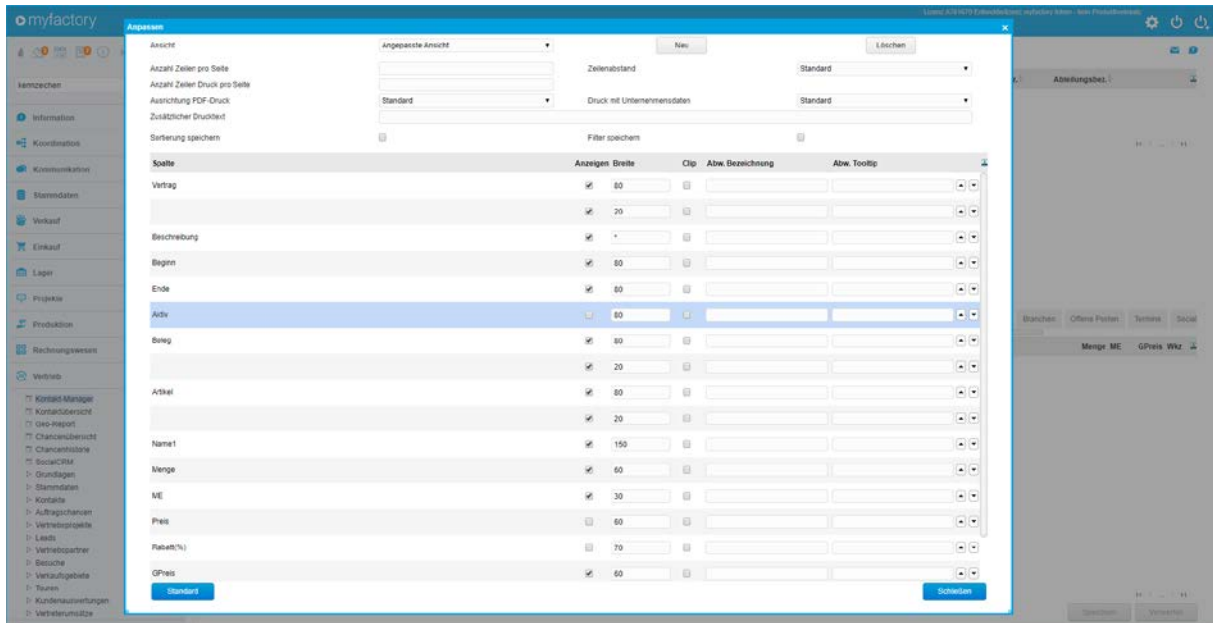 myfactory
Anpassen
Ansicht Angepasste Ansicht Neu Löschen
Anzahl Zeilen pro Seite Zeilenabstand Standard
Anzahl Zeilen Druck pro Seite
Ausrichtung PDF-Druck Standard Druck mit Unternehmensdaten Standard
Zusätzlicher Drucktext
Sortierung speichern Filter speichern
Spalte Anzeigen Breite Clip Abw. Bezeichnung Abw. Tooltip
Vertrag 80
20
Beschreibung *
Beginn 80
Ende 80
Aktiv 80
Beleg 80
20
Artikel 80
20
Name1 150
Menge 60
ME 30
Preis 60
Rabatt(%) 70
GPreis 60
Standard Schließen
kernzechen
Information
Koordination
Kommunikation
Stammdaten
Verkauf
Einkauf
Lager
Projekte
Produktion
Rechnungswesen
Vertrieb
Kontakt-Manager
Kontaktübersicht
Geo-Report
Chancenübersicht
Chancenhistorie
SocialCRM
Grundlagen
Stammdaten
Kontakte
Auftragschancen
Vertriebsprojekte
Leads
Vertriebspartner
Besuche
Verkaufsgebiete
Touren
Kundenauswertungen
Vertreterumsätze
Abteilungsbez.
Branchen Offene Posten Termine Social
Menge ME GPreis Wkz
Speichern Verwerfen